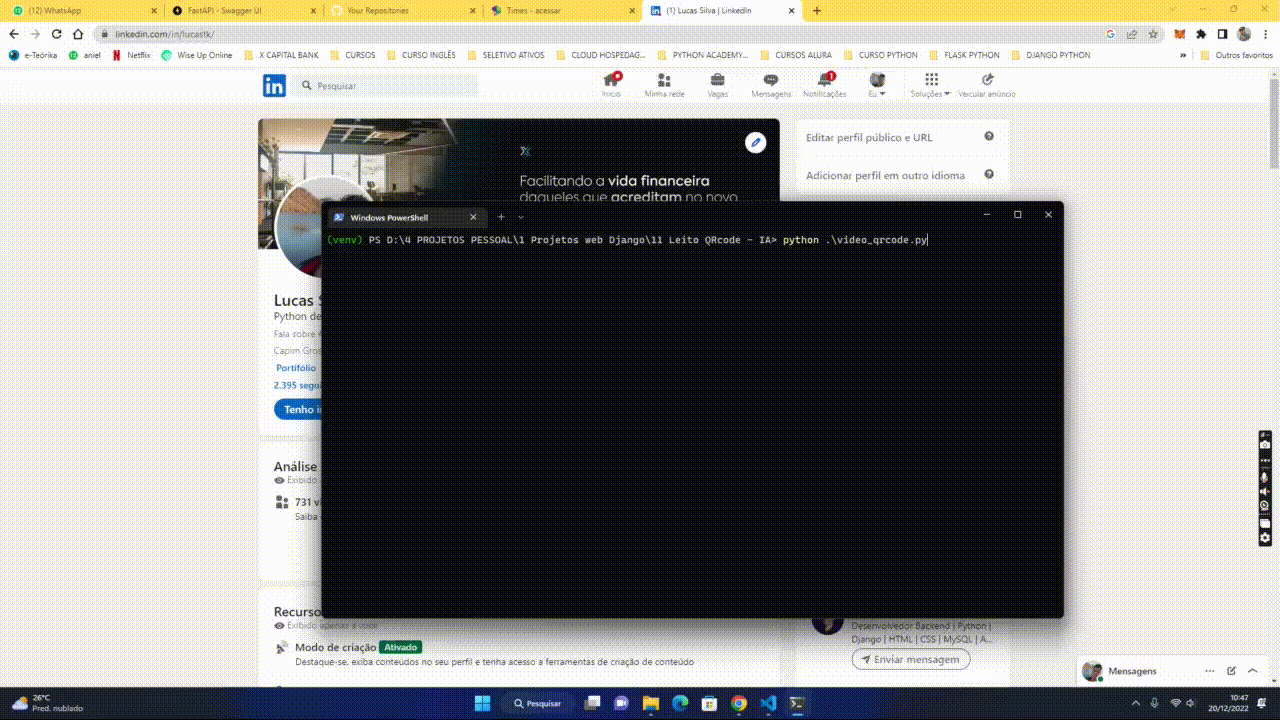 (12) WhatsApp
FastAPI - Swagger UI
Your Repositories
Times - acessar
(1) Lucas Silva | LinkedIn
linkedin.com/in/lucastk/
e-Teórika
aniel
Netflix
Wise Up Online
X CAPITAL BANK
CURSOS
CURSO INGLÊS
SELETIVO ATIVOS
CLOUD HOSPEDAG...
PYTHON ACADEMY...
CURSOS ALURA
CURSO PYTHON
FLASK PYTHON
DJANGO PYTHON
»
Outros favoritos
in
Pesquisar
Início
Minha rede
Vagas
Mensagens
1
Notificações
Eu
Soluções
Veicular anúncio
Facilitando a vida financeira
daqueles que acreditam no novo
Editar perfil público e URL
Adicionar perfil em outro idioma
Windows PowerShell
(venv) PS D:\4 PROJETOS PESSOAL\1 Projetos web Django\11 Leito QRcode - IA> python .\video_qrcode.py
Lucas S
Python de
Fala sobre
Capim Gros
Portfólio
2.395 segui
Tenho i
Análise
Exibido
731 vi
Saiba
Recurso
Exibido apenas a você
Modo de criação Ativado
Destaque-se, exiba conteúdos no seu perfil e tenha acesso a ferramentas de criação de conteúdo
Desenvolvedor Backend | Python |
Django | HTML | CSS | MySQL | A...
Enviar mensagem
Mensagens
26°C
Pred. nublado
Pesquisar
10:47
20/12/2022